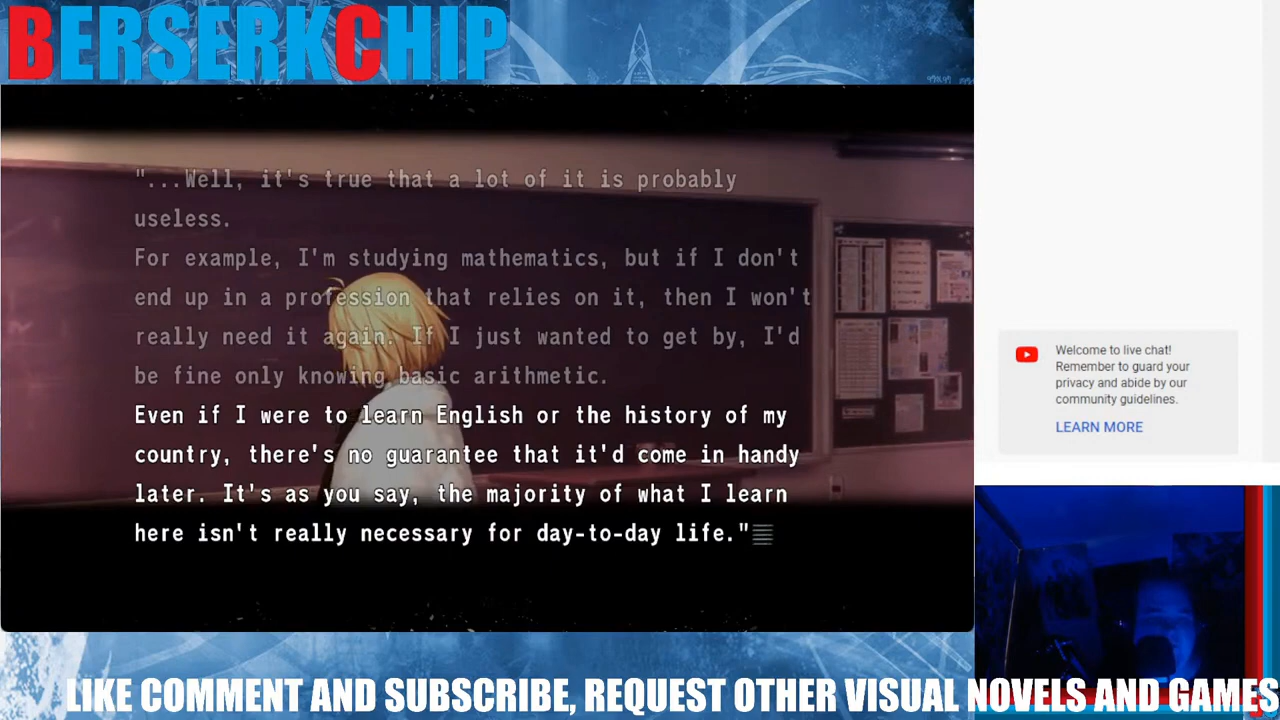 BERSERKCHIP
"...Well, it's true that a lot of it is probably
useless.
For example, I'm studying mathematics, but if I don't
end up in a profession that relies on it, then I won't
really need it again. If I just wanted to get by, I'd
be fine only knowing basic arithmetic.
Even if I were to learn English or the history of my
country, there's no guarantee that it'd come in handy
later. It's as you say, the majority of what I learn
here isn't really necessary for day-to-day life."
Welcome to live chat!
Remember to guard your
privacy and abide by our
community guidelines.
LEARN MORE
LIKE COMMENT AND SUBSCRIBE, REQUEST OTHER VISUAL NOVELS AND GAMES